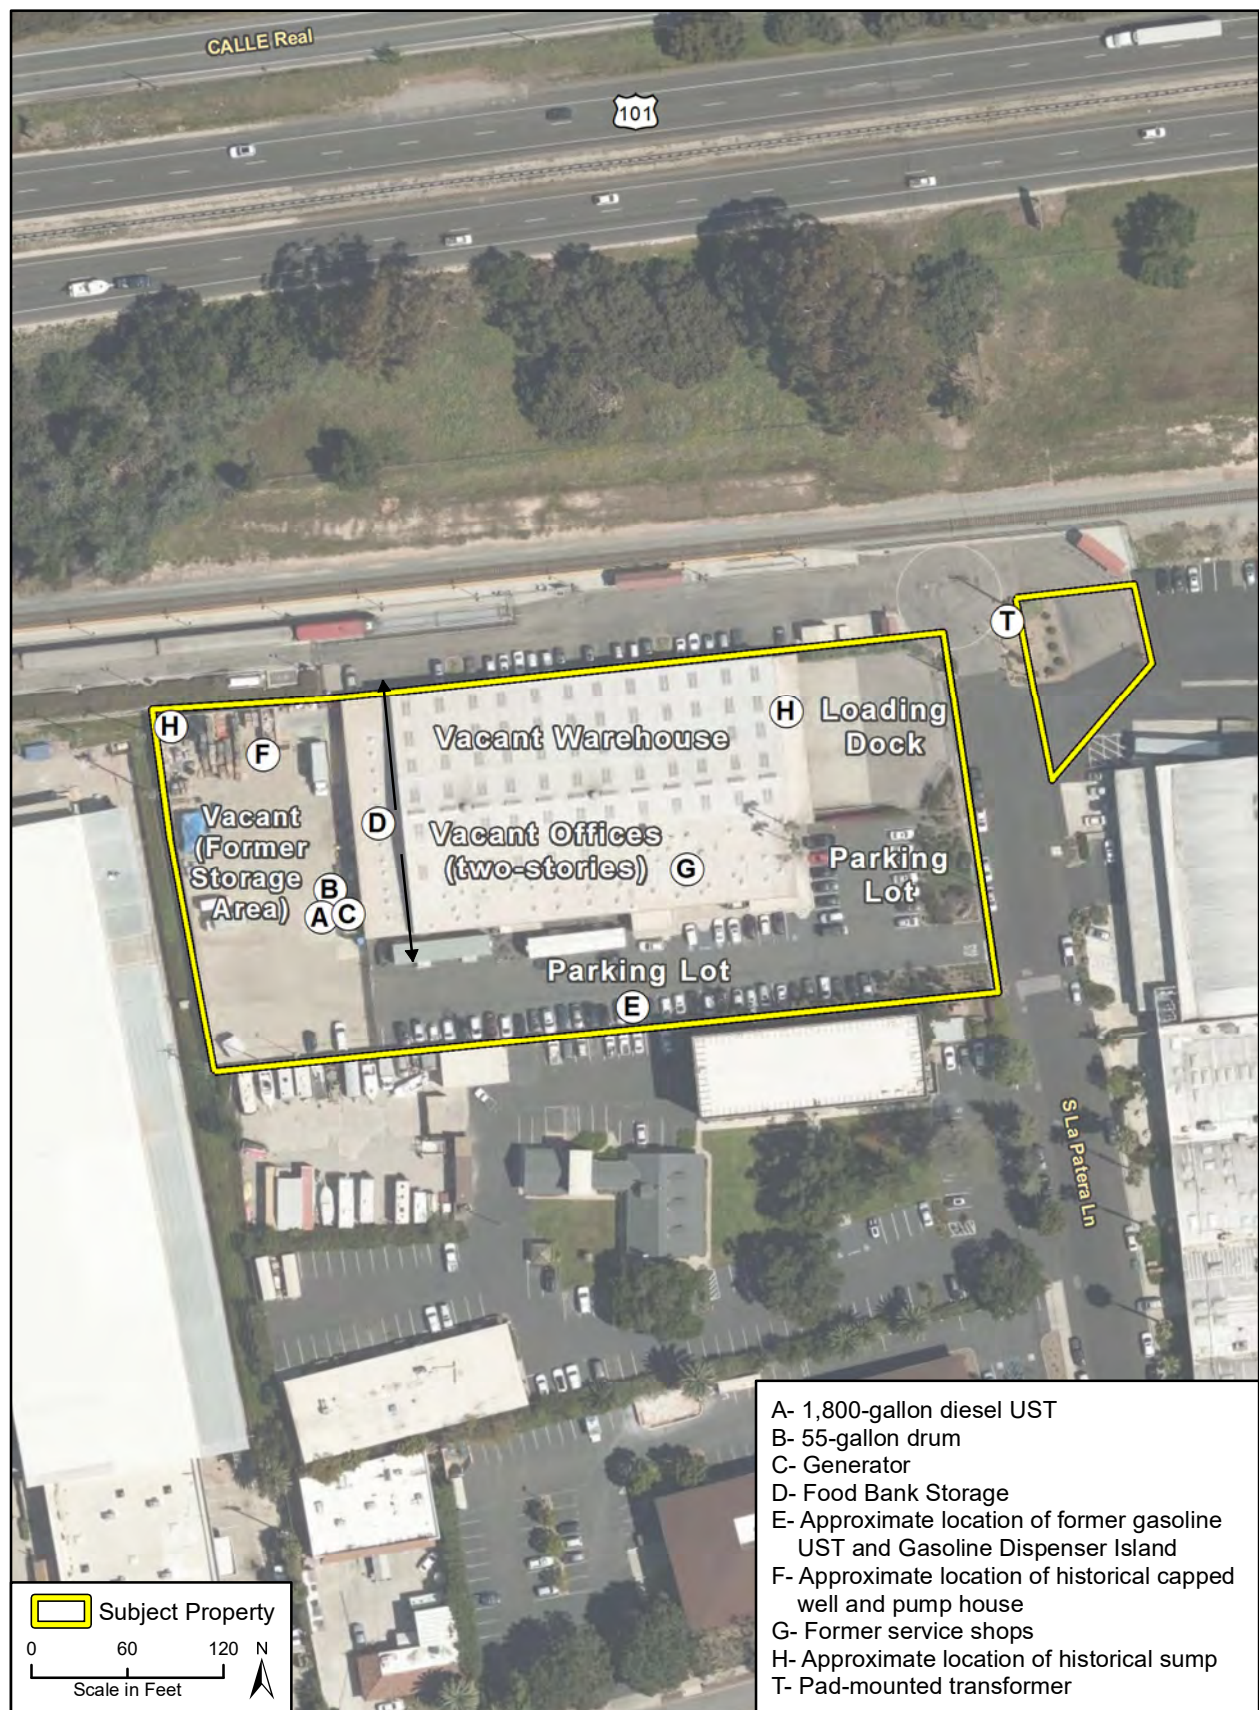 CALLE Real
101
T
H
H
Loading
Dock
F
Vacant Warehouse
Vacant
(Former
Storage
Area)
D
Vacant Offices
(two-stories)
G
Parking
Lot
B
A
C
Parking Lot
E
S La Patera Ln
A- 1,800-gallon diesel UST
B- 55-gallon drum
C- Generator
D- Food Bank Storage
E- Approximate location of former gasoline
UST and Gasoline Dispenser Island
F- Approximate location of historical capped
well and pump house
G- Former service shops
H- Approximate location of historical sump
T- Pad-mounted transformer
Subject Property
0 60 120 N
Scale in Feet